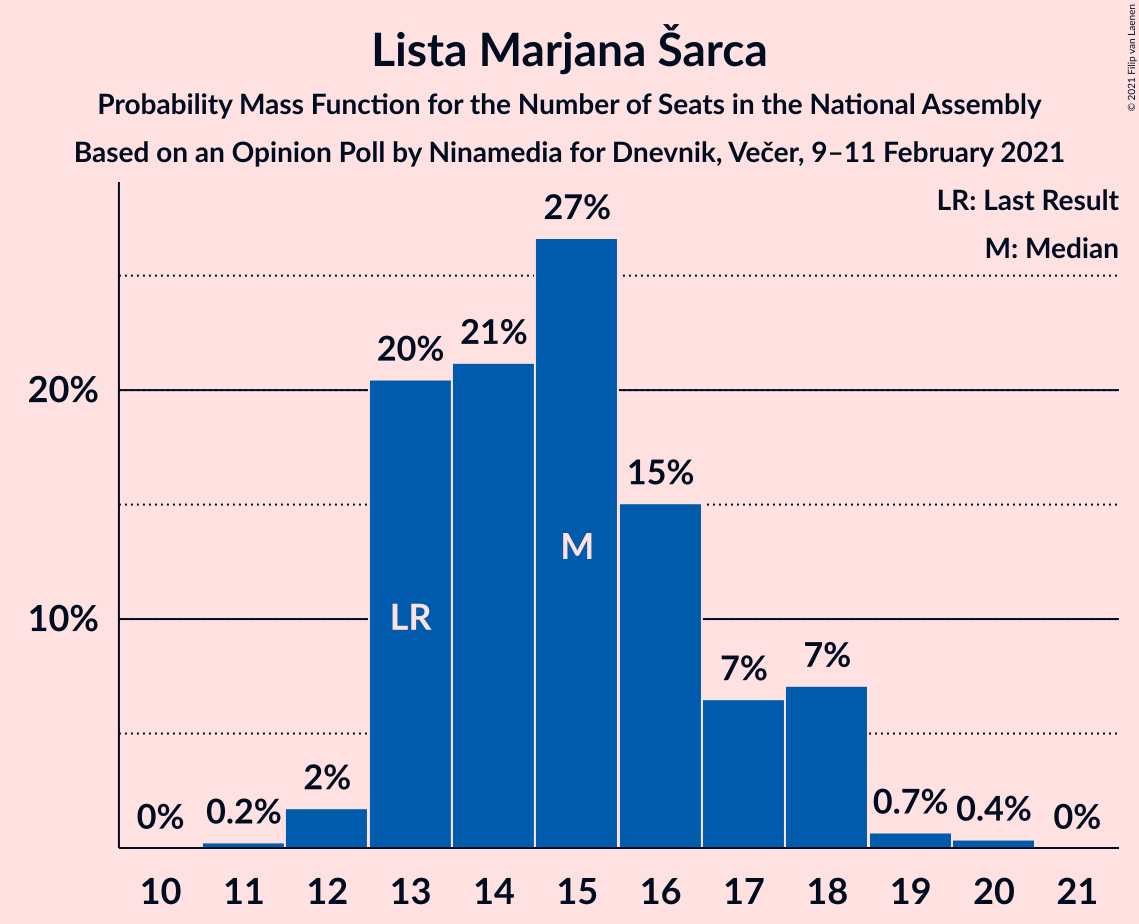 Lista Marjana Šarca
Probability Mass Function for the Number of Seats in the National Assembly
Based on an Opinion Poll by Ninamedia for Dnevnik, Večer, 9–11 February 2021
© 2021 Filip van Laenen
LR: Last Result
M: Median
27%
21%
20%
20%
15%
M
10%
LR
7%
7%
2%
0%
0.2%
0.7%
0.4%
0%
10 11 12 13 14 15 16 17 18 19 20 21